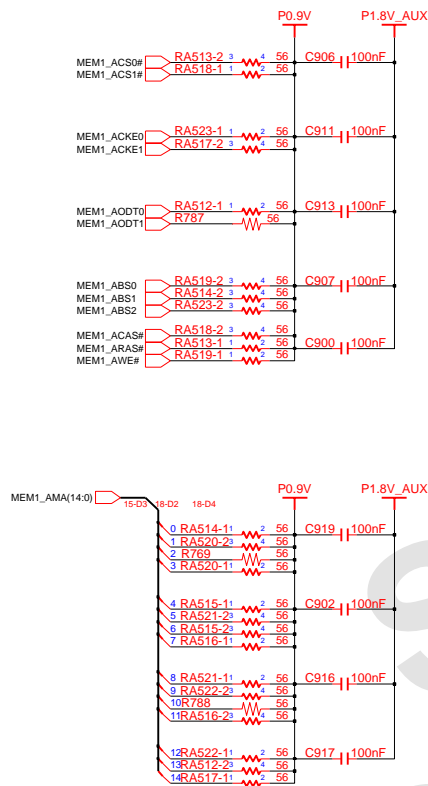 P0.9V P1.8V_AUX
MEM1_ACS0# RA513-2 3 4 56 C906 100nF
MEM1_ACS1# RA518-1 1 2 56
MEM1_ACKE0 RA523-1 1 2 56 C911 100nF
MEM1_ACKE1 RA517-2 3 4 56
MEM1_AODT0 RA512-1 1 2 56 C913 100nF
MEM1_AODT1 R787 56
MEM1_ABS0 RA519-2 3 4 56 C907 100nF
MEM1_ABS1 RA514-2 3 4 56
MEM1_ABS2 RA523-2 3 4 56
MEM1_ACAS# RA518-2 3 4 56
MEM1_ARAS# RA513-1 1 2 56 C900 100nF
MEM1_AWE# RA519-1 1 2 56
P0.9V P1.8V_AUX
MEM1_AMA(14:0) 15-D3 18-D2 18-D4
0 RA514-1 1 2 56 C919 100nF
1 RA520-2 3 4 56
2 R769 56
3 RA520-1 1 2 56
4 RA515-1 1 2 56 C902 100nF
5 RA521-2 3 4 56
6 RA515-2 3 4 56
7 RA516-1 1 2 56
8 RA521-1 1 2 56 C916 100nF
9 RA522-2 3 4 56
10 R788 56
11 RA516-2 3 4 56
12 RA522-1 1 2 56 C917 100nF
13 RA512-2 3 4 56
14 RA517-1 1 2 56